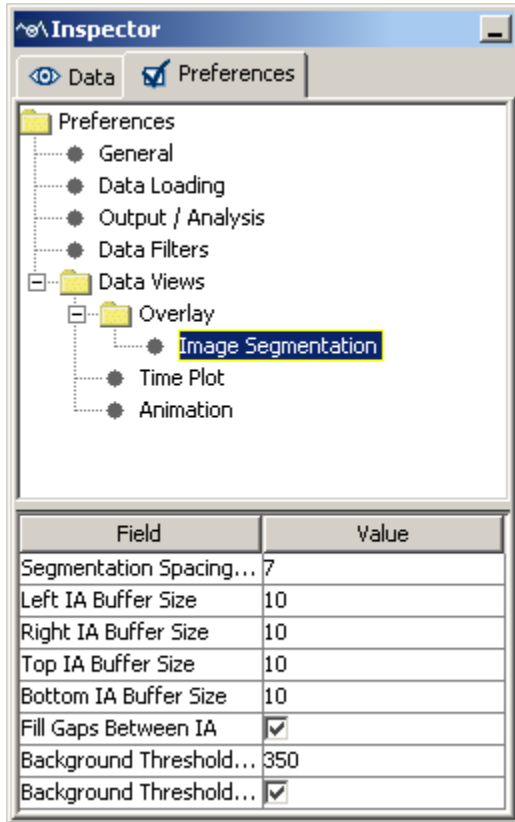 Inspector
Data Preferences
Preferences
General
Data Loading
Output / Analysis
Data Filters
Data Views
Overlay
Image Segmentation
Time Plot
Animation
Field Value
Segmentation Spacing... 7
Left IA Buffer Size 10
Right IA Buffer Size 10
Top IA Buffer Size 10
Bottom IA Buffer Size 10
Fill Gaps Between IA
Background Threshold... 350
Background Threshold...